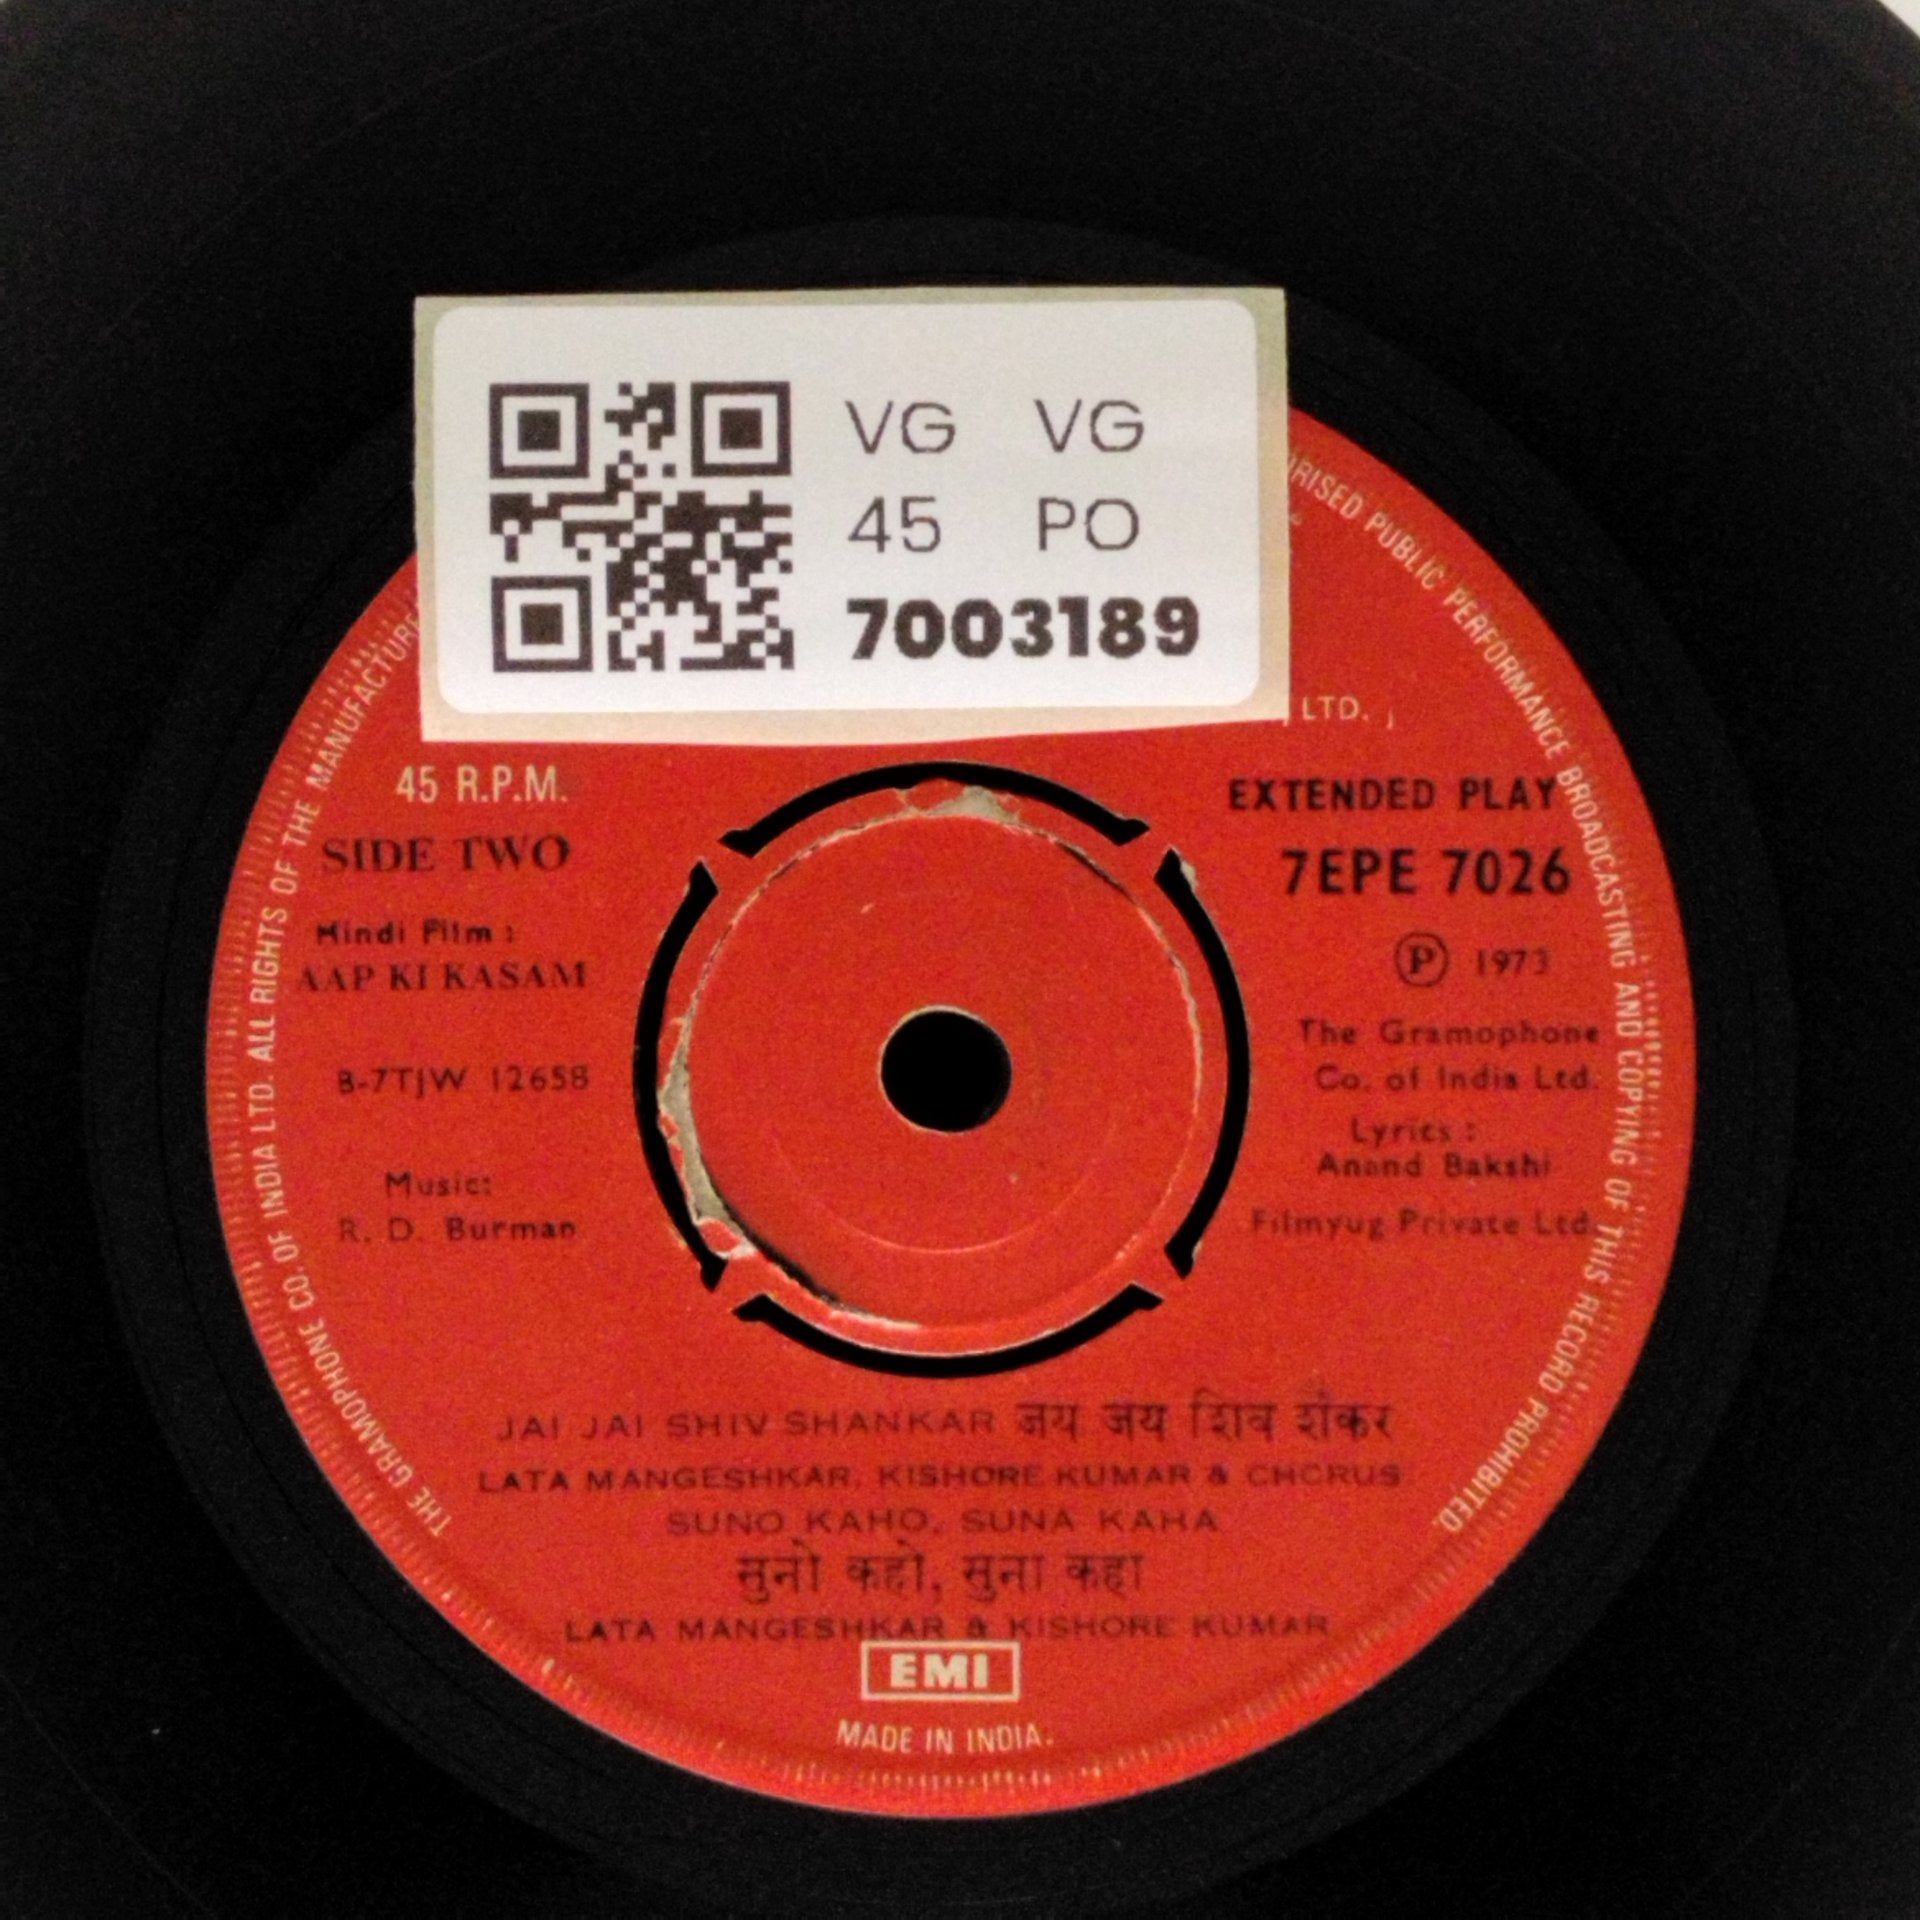 VG VG
45 PO
7003189
RISED PUBLIC PERFORMANCE BROADCASTING AND COPYING OF THIS RECORD PROHIBITED.
THE GRAMOPHONE CO. OF INDIA LTD. ALL RIGHTS OF THE MANUFACTURE
LTD.
45 R.P.M.
SIDE TWO
Hindi Film :
AAP KI KASAM
B-7TJW 12658
Music:
R. D. Burman
EXTENDED PLAY
7EPE 7026
Ⓟ 1973
The Gramophone
Co. of India Ltd.
Lyrics :
Anand Bakshi
Filmyug Private Ltd.
JAI JAI SHIV SHANKAR जय जय शिव शंकर
LATA MANGESHKAR, KISHORE KUMAR & CHORUS
SUNO KAHO, SUNA KAHA
सुनो कहो, सुना कहा
LATA MANGESHKAR & KISHORE KUMAR
EMI
MADE IN INDIA.